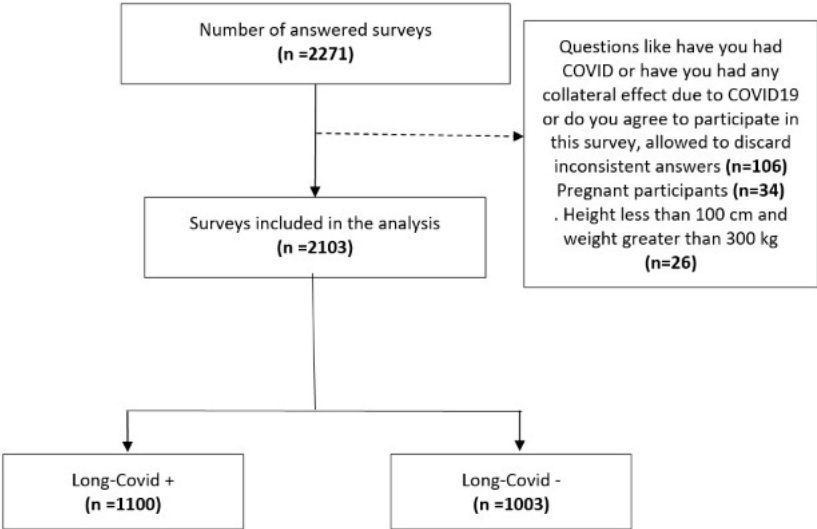 Number of answered surveys
(n =2271)
Questions like have you had
COVID or have you had any
collateral effect due to COVID19
or do you agree to participate in
this survey, allowed to discard
inconsistent answers (n=106)
Pregnant participants (n=34)
. Height less than 100 cm and
weight greater than 300 kg
(n=26)
Surveys included in the analysis
(n =2103)
Long-Covid +
(n =1100)
Long-Covid -
(n =1003)